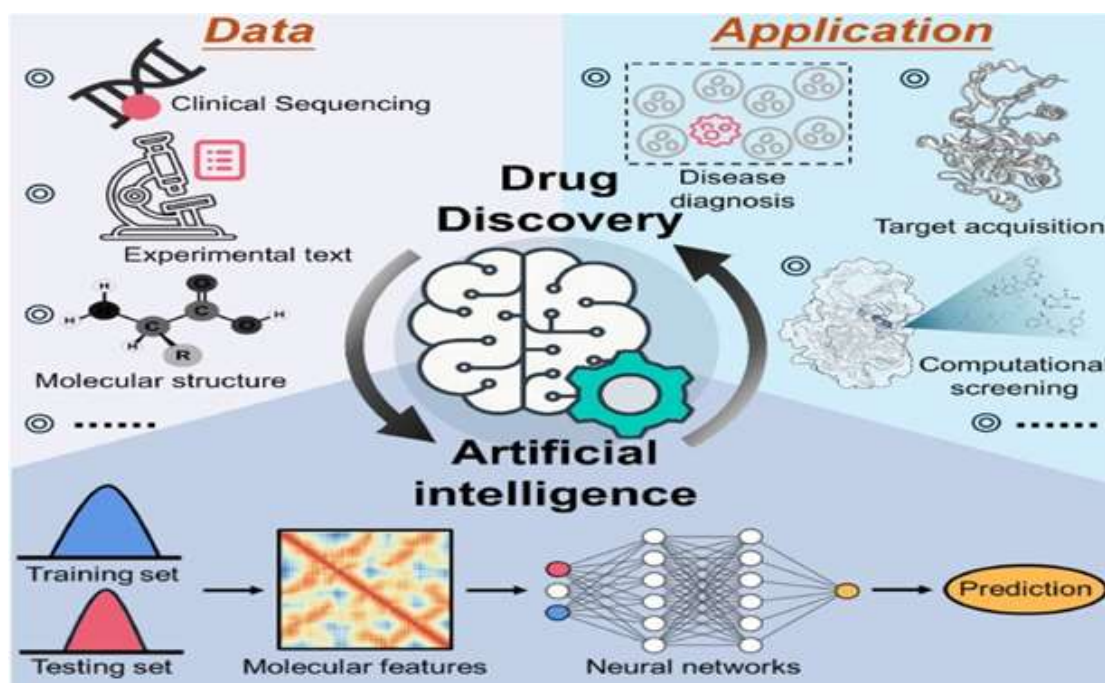 Data
Application
Clinical Sequencing
Experimental text
H
H
H
C
C
O
O
H
R
Molecular structure
......
Drug
Discovery
Disease
diagnosis
Target acquisition
Computational
screening
......
Artificial
intelligence
Training set
Testing set
Molecular features
Neural networks
Prediction